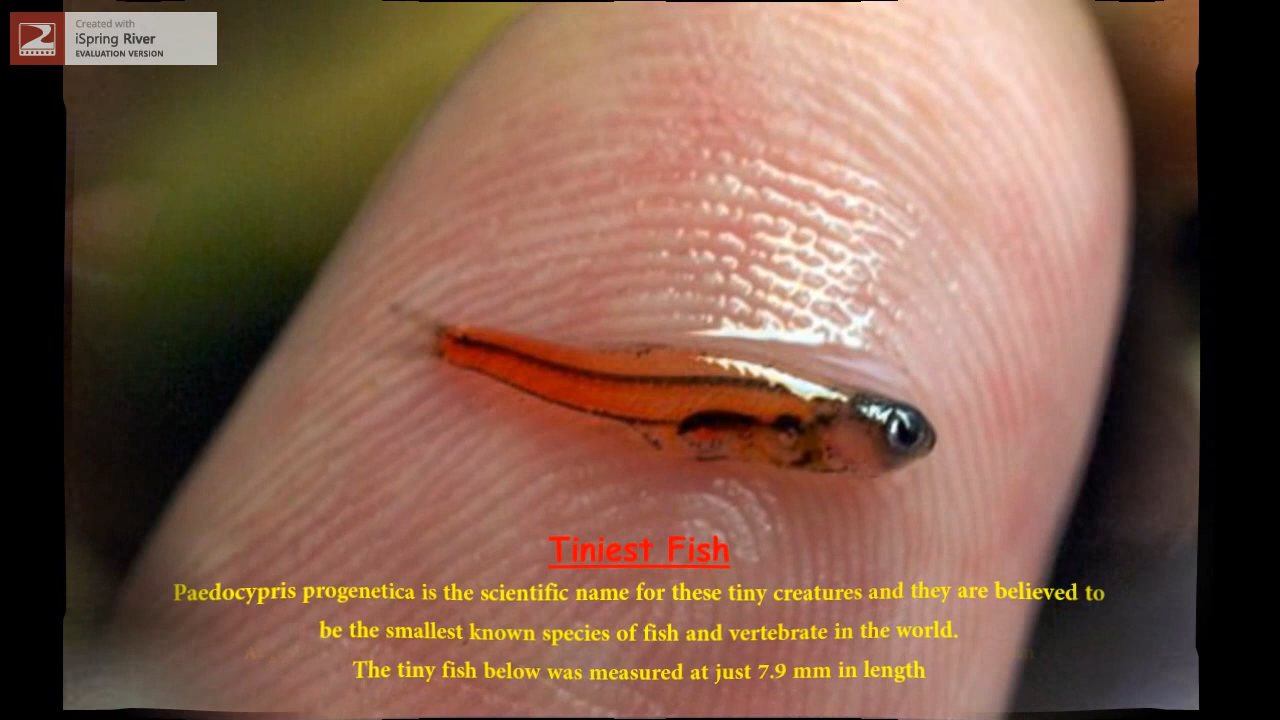 Created with
iSpring River
EVALUATION VERSION
Tiniest Fish
Paedocypris progenetica is the scientific name for these tiny creatures and they are believed to
be the smallest known species of fish and vertebrate in the world.
The tiny fish below was measured at just 7.9 mm in length